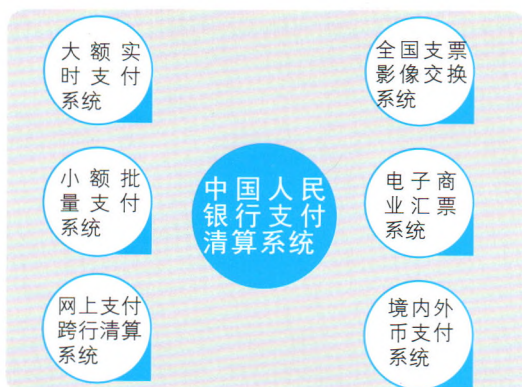 大额实
时支付
系统
全国支票
影像交换
系统
小额批
量支付
系统
中国人民
银行支付
清算系统
电子商
业汇票
系统
网上支付
跨行清算
系统
境内外
币支付
系统